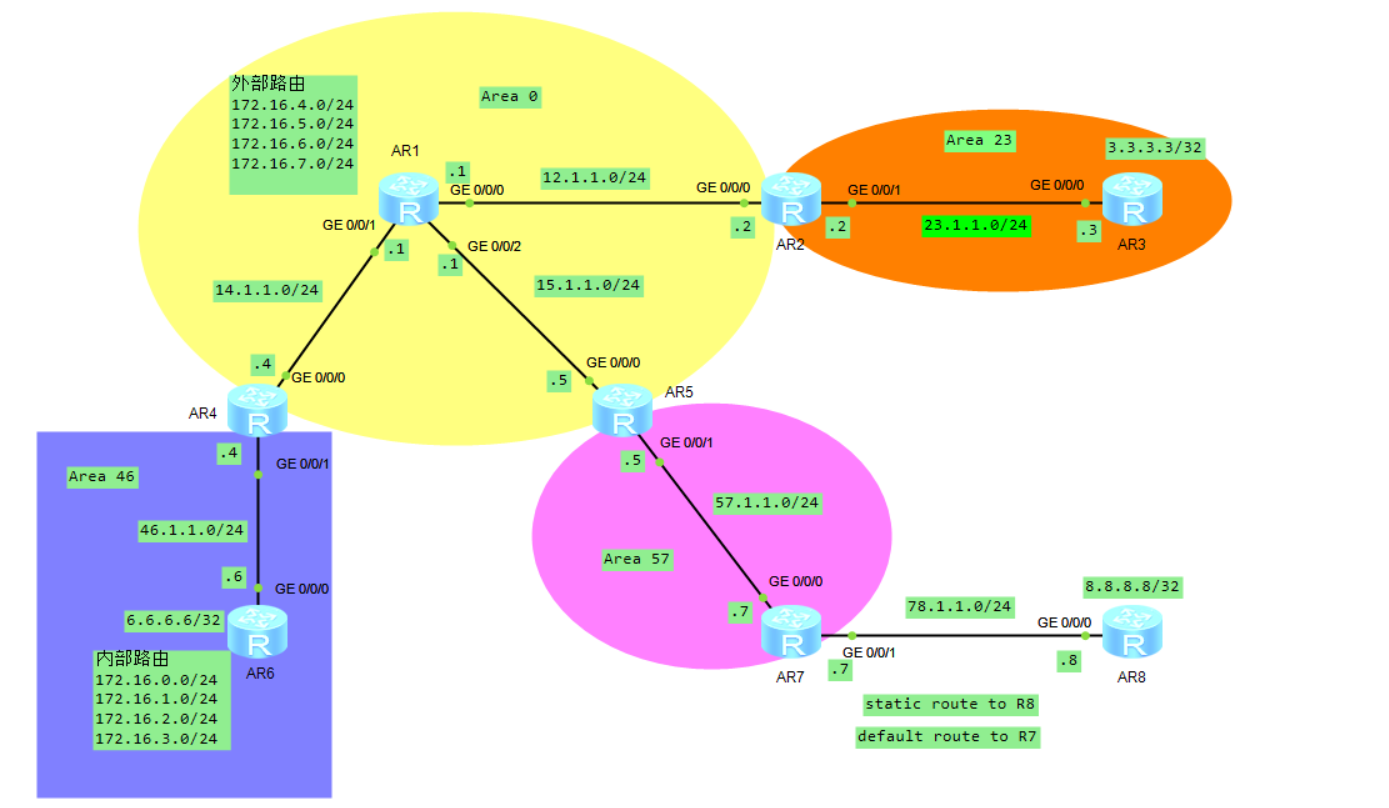 外部路由
172.16.4.0/24
172.16.5.0/24
172.16.6.0/24
172.16.7.0/24
Area 0
AR1
.1
GE 0/0/0
12.1.1.0/24
GE 0/0/0
.2
AR2
GE 0/0/1
.2
Area 23
3.3.3.3/32
GE 0/0/0
23.1.1.0/24
.3
AR3
GE 0/0/1
.1
GE 0/0/2
.1
14.1.1.0/24
15.1.1.0/24
.4
GE 0/0/0
AR4
GE 0/0/0
.5
AR5
.4
GE 0/0/1
Area 46
46.1.1.0/24
.6
GE 0/0/0
6.6.6.6/32
AR6
内部路由
172.16.0.0/24
172.16.1.0/24
172.16.2.0/24
172.16.3.0/24
GE 0/0/1
.5
57.1.1.0/24
Area 57
GE 0/0/0
.7
AR7
78.1.1.0/24
GE 0/0/1
.7
8.8.8.8/32
GE 0/0/0
.8
AR8
static route to R8
default route to R7